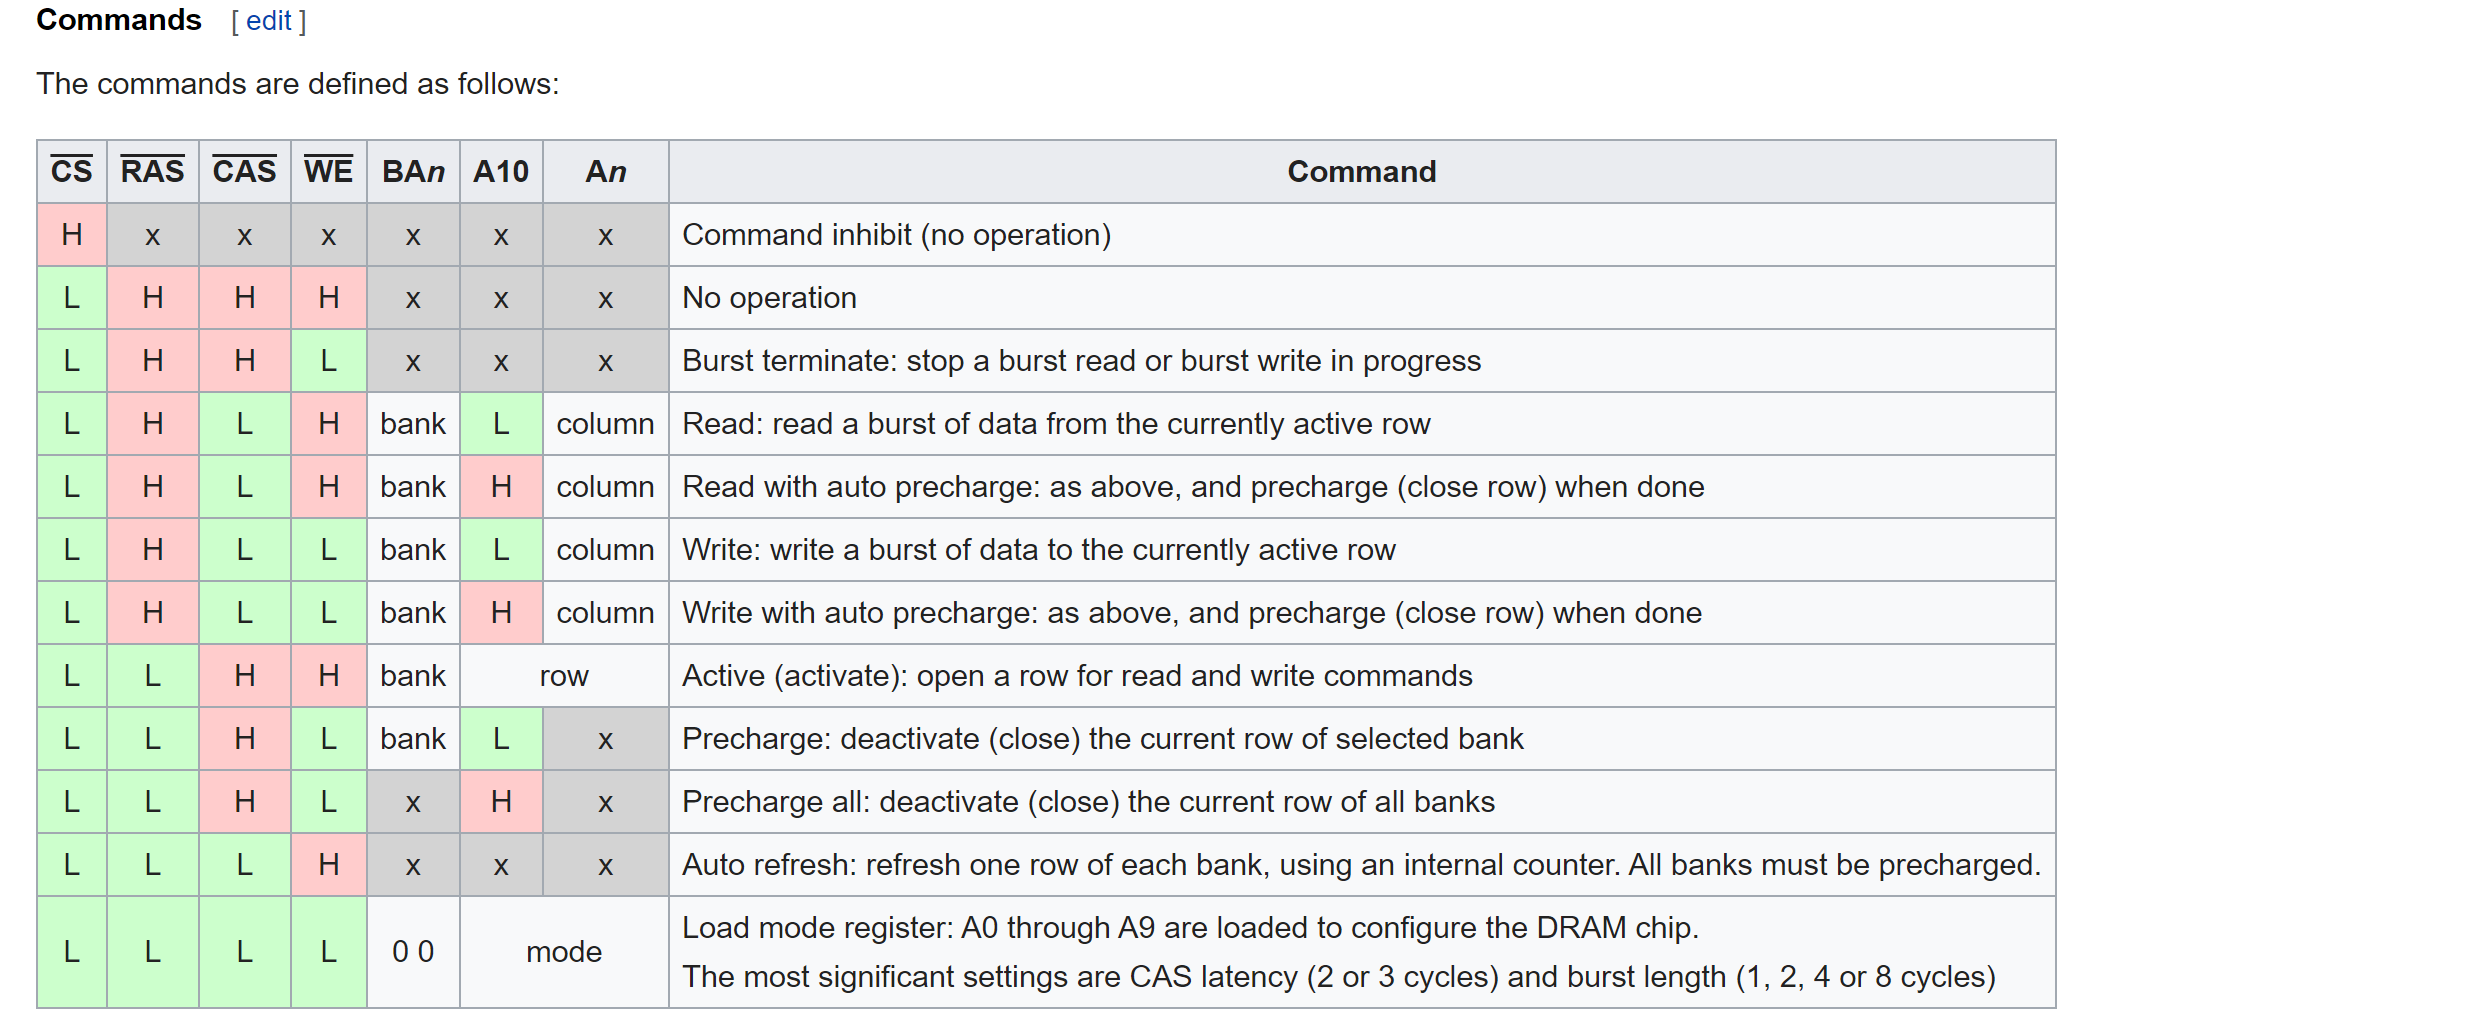 Commands [ edit ]
The commands are defined as follows:
CS RAS CAS WE BAn A10 An Command
H x x x x x x Command inhibit (no operation)
L H H H x x x No operation
L H H L x x x Burst terminate: stop a burst read or burst write in progress
L H L H bank L column Read: read a burst of data from the currently active row
L H L H bank H column Read with auto precharge: as above, and precharge (close row) when done
L H L L bank L column Write: write a burst of data to the currently active row
L H L L bank H column Write with auto precharge: as above, and precharge (close row) when done
L L H H bank row Active (activate): open a row for read and write commands
L L H L bank L x Precharge: deactivate (close) the current row of selected bank
L L H L x H x Precharge all: deactivate (close) the current row of all banks
L L L H x x x Auto refresh: refresh one row of each bank, using an internal counter. All banks must be precharged.
L L L L 0 0 mode Load mode register: A0 through A9 are loaded to configure the DRAM chip.
The most significant settings are CAS latency (2 or 3 cycles) and burst length (1, 2, 4 or 8 cycles)